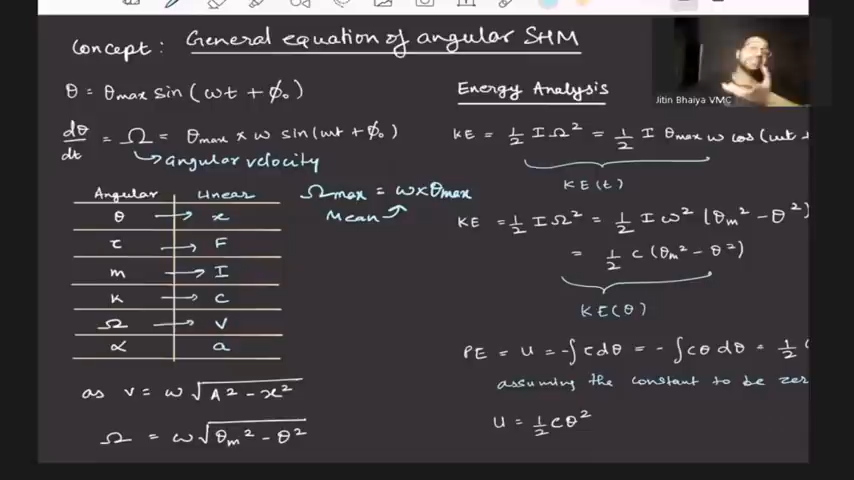 Concept: General equation of angular SHM
θ = θmax sin(ωt + ϕ₀)
dθ/dt = Ω = θmax × ω sin(ωt + ϕ₀)
angular velocity
Angular Linear
θ → x
τ → F
m → I
K → C
Ω → V
α a
Ωmax = ω×θmax
Mean
as v = ω√(A² - x²)
Ω = ω√(θm² - θ²)
Energy Analysis
KE = 1/2 I Ω² = 1/2 I θmax ω cos(ωt +
KE(t)
KE = 1/2 I Ω² = 1/2 I ω² (θm² - θ²)
= 1/2 C (θm² - θ²)
KE(θ)
PE = U = -∫cdθ = -∫cθ dθ = 1/2
assuming the constant to be zer
U = 1/2 cθ²
Jitin Bhaiya VMC